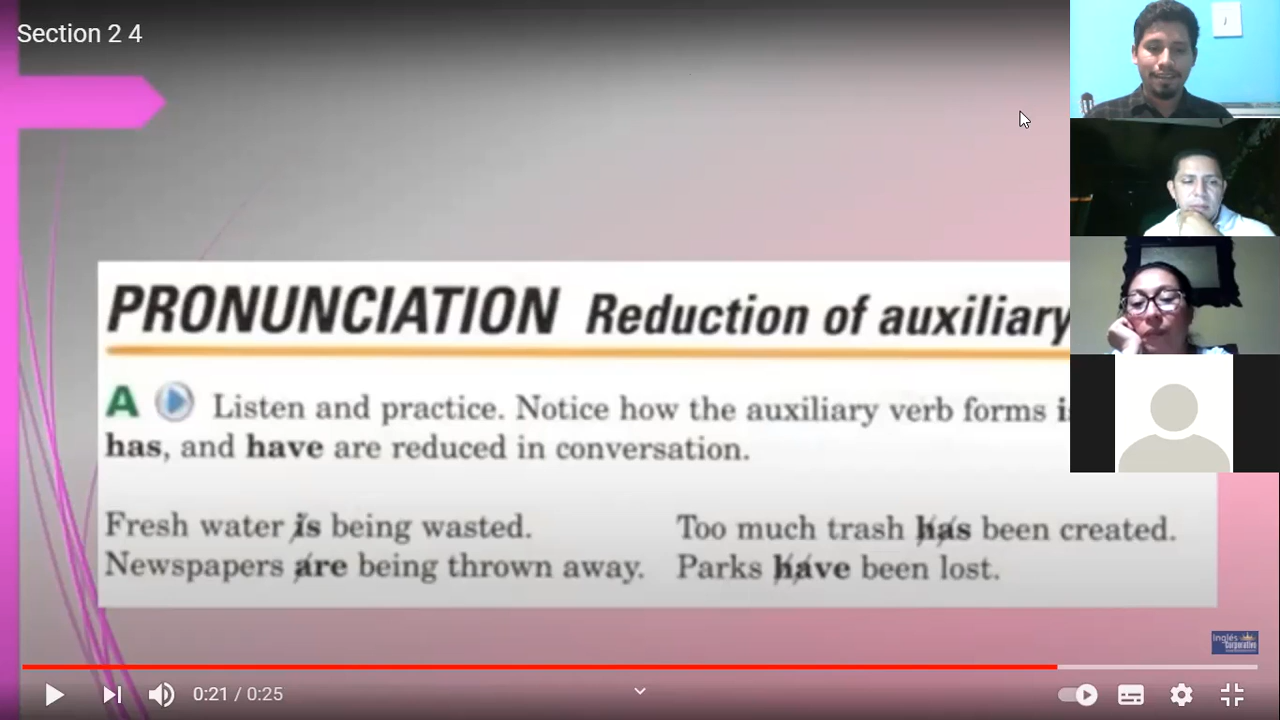 Section 2 4
PRONUNCIATION Reduction of auxiliary
A Listen and practice. Notice how the auxiliary verb forms
has, and have are reduced in conversation.
Fresh water is being wasted. Too much trash has been created.
Newspapers are being thrown away. Parks have been lost.
Inglés
Corporativo
0:21 / 0:25